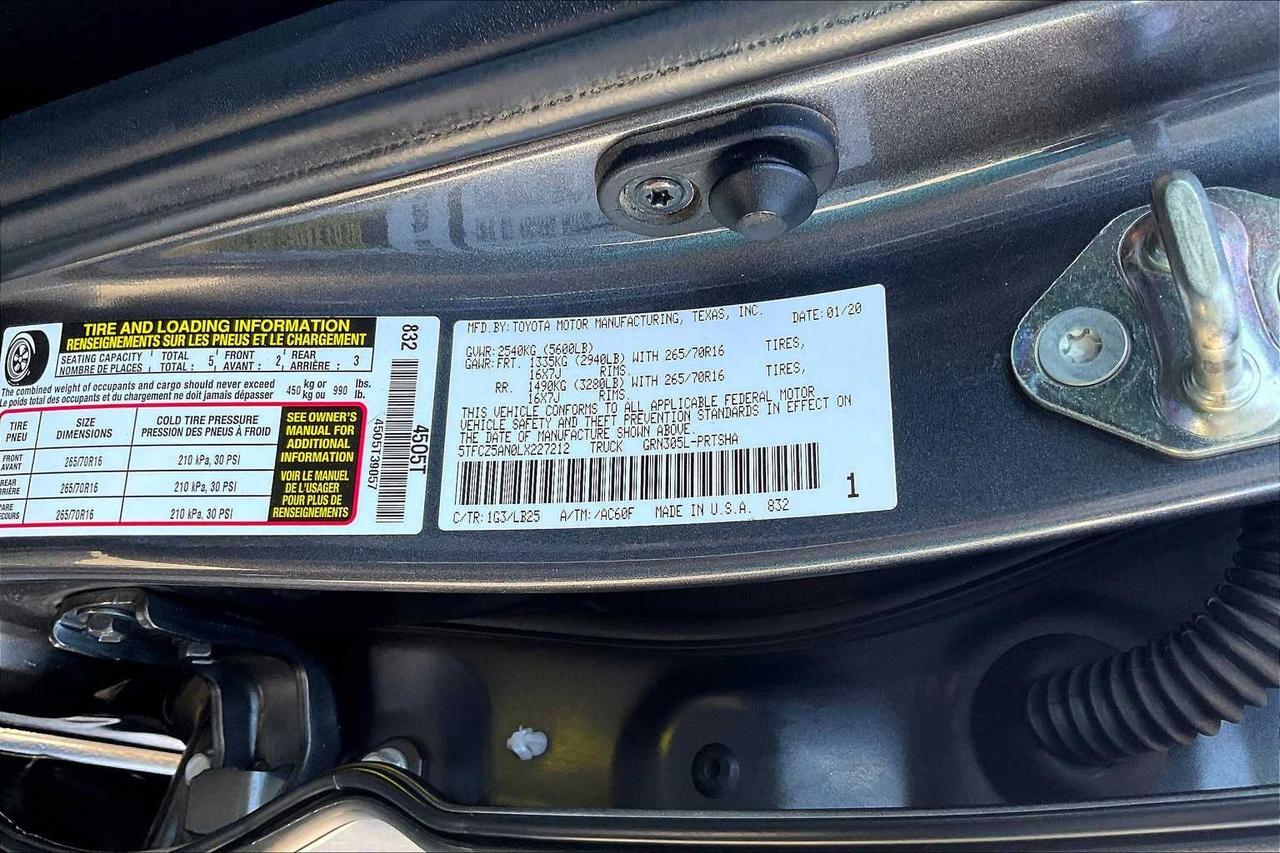 TIRE AND LOADING INFORMATION
RENSEIGNEMENTS SUR LES PNEUS ET LE CHARGEMENT
SEATING CAPACITY TOTAL FRONT REAR
NOMBRE DE PLACES TOTAL : 5 AVANT : 2 ARRIÈRE : 3
The combined weight of occupants and cargo should never exceed 450 kg or 990 lbs.
Le poids total des occupants et du chargement ne doit jamais dépasser kg ou lb.
TIRE SIZE COLD TIRE PRESSURE
PNEU DIMENSIONS PRESSION DES PNEUS À FROID
FRONT
AVANT 265/70R16 210 kPa, 30 PSI
REAR
ARRIÈRE 265/70R16 210 kPa, 30 PSI
265/70R16 210 kPa, 30 PSI
SEE OWNER'S
MANUAL FOR
ADDITIONAL
INFORMATION
VOIR LE MANUEL
DE L'USAGER
POUR PLUS DE
RENSEIGNEMENTS
832
4505T39057
4505T
MFD. BY: TOYOTA MOTOR MANUFACTURING, TEXAS, INC. DATE: 01/20
GVWR: 2540KG (5600LB)
GAWR: FRT. 1335KG (2940LB) WITH 265/70R16 TIRES,
16X7J RIMS.
RR. 1490KG (3280LB) WITH 265/70R16 TIRES,
16X7J RIMS.
THIS VEHICLE CONFORMS TO ALL APPLICABLE FEDERAL MOTOR
VEHICLE SAFETY AND THEFT PREVENTION STANDARDS IN EFFECT ON
THE DATE OF MANUFACTURE SHOWN ABOVE.
5TFCZ5AN0LX227212 TRUCK GRN305L-PRTSHA
1
C/TR: 1G3/LB25 A/TM: /AC60F MADE IN U.S.A. 832